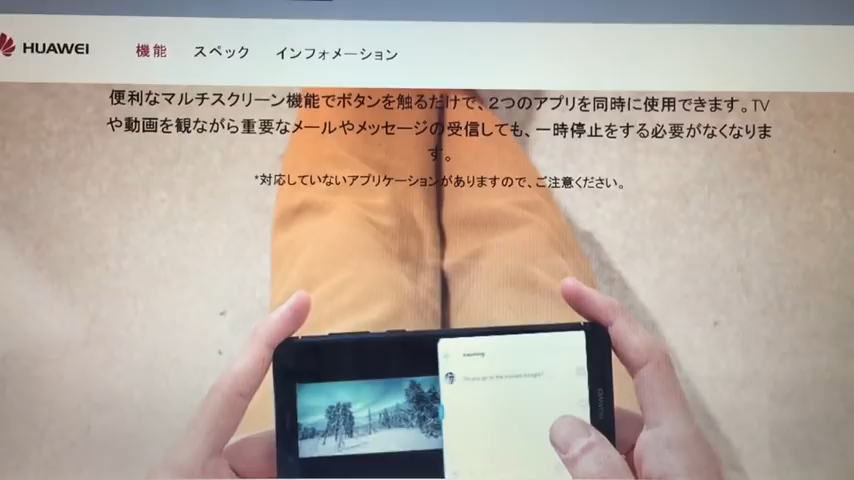 HUAWEI 機能 スペック インフォメーション
便利なマルチスクリーン機能でボタンを触るだけで、2つのアプリを同時に使用できます。TV
や動画を観ながら重要なメールやメッセージの受信しても、一時停止をする必要がなくなりま
す。
*対応していないアプリケーションがありますので、ご注意ください。
HUAWEI